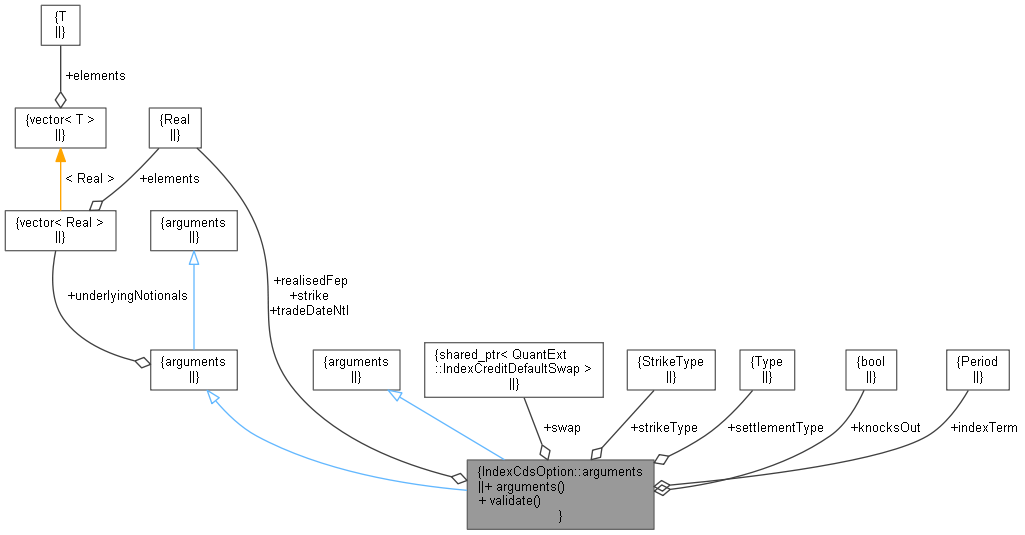 {T
||}
+elements
{vector< T >
||}
{Real
||}
< Real >
+elements
{vector< Real >
||}
{arguments
||}
+underlyingNotionals
+realisedFep
+strike
+tradeDateNtl
{arguments
||}
{arguments
||}
{shared_ptr< QuantExt
::IndexCreditDefaultSwap >
||}
{StrikeType
||}
{Type
||}
{bool
||}
{Period
||}
+swap
+strikeType
+settlementType
+knocksOut
+indexTerm
{IndexCdsOption::arguments
||+ arguments()
+ validate()
}